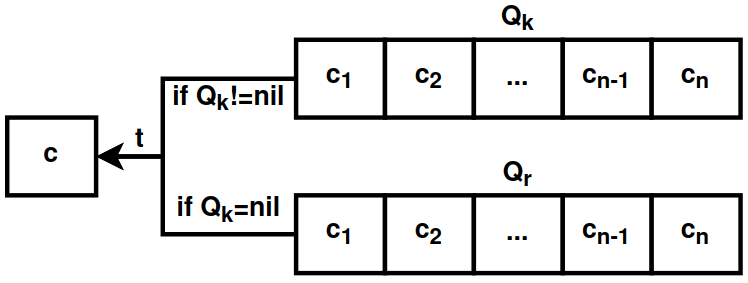 Qk
c1 c2 ... cn-1 cn
if Qk!=nil
t
c
Qr
if Qk=nil
c1 c2 ... cn-1 cn